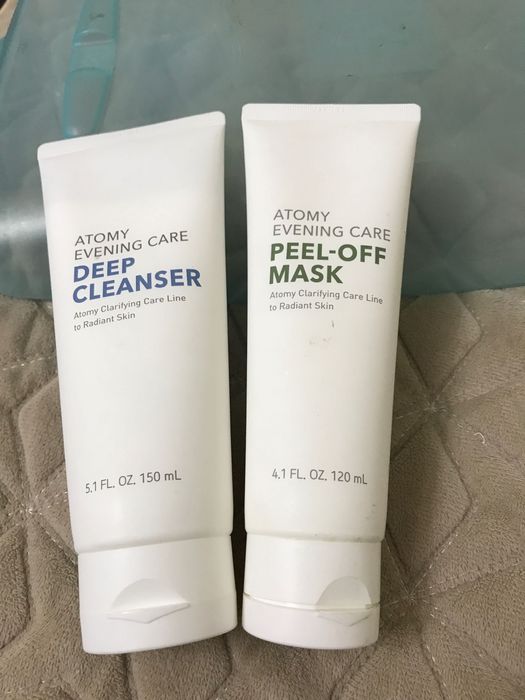 ATOMY
EVENING CARE
DEEP
CLEANSER
Atomy Clarifying Care Line
to Radiant Skin
5.1 FL. OZ. 150 mL
ATOMY
EVENING CARE
PEEL-OFF
MASK
Atomy Clarifying Care Line
to Radiant Skin
4.1 FL. OZ. 120 mL